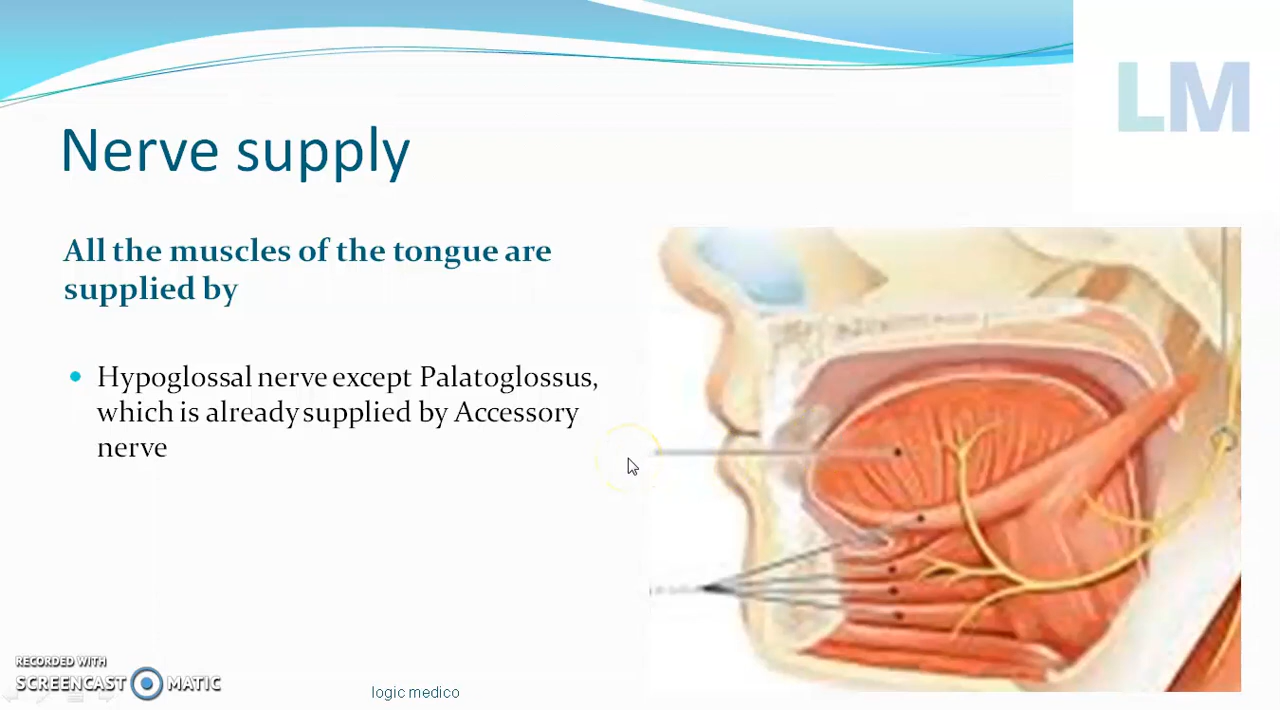 LM
Nerve supply
All the muscles of the tongue are
supplied by
Hypoglossal nerve except Palatoglossus,
which is already supplied by Accessory
nerve
RECORDED WITH
SCREENCAST MATIC
logic medico